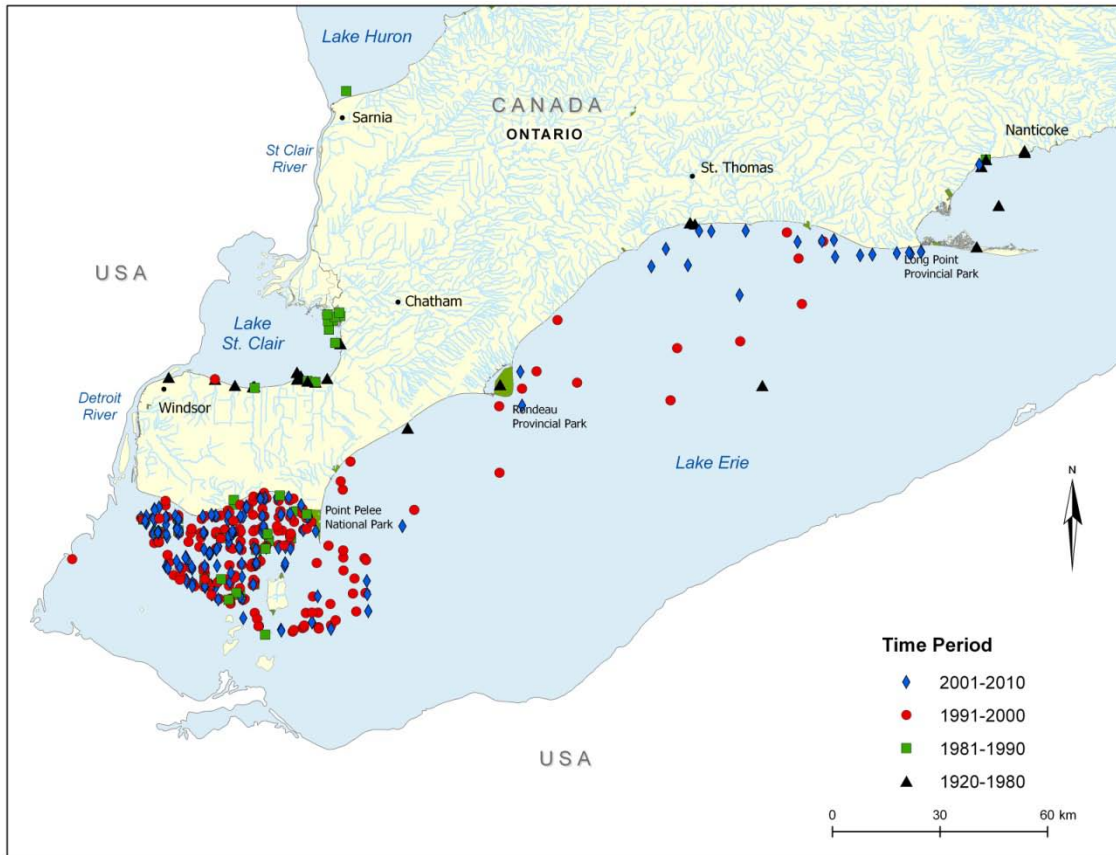 Lake Huron
CANADA
ONTARIO
Sarnia
Nanticoke
St Clair
River
St. Thomas
USA
Long Point
Provincial Park
Chatham
Lake
St. Clair
Detroit
River
Windsor
Rondeau
Provincial Park
Lake Erie
N
Point Pelee
National Park
Time Period
2001-2010
1991-2000
1981-1990
1920-1980
USA
0 30 60 km